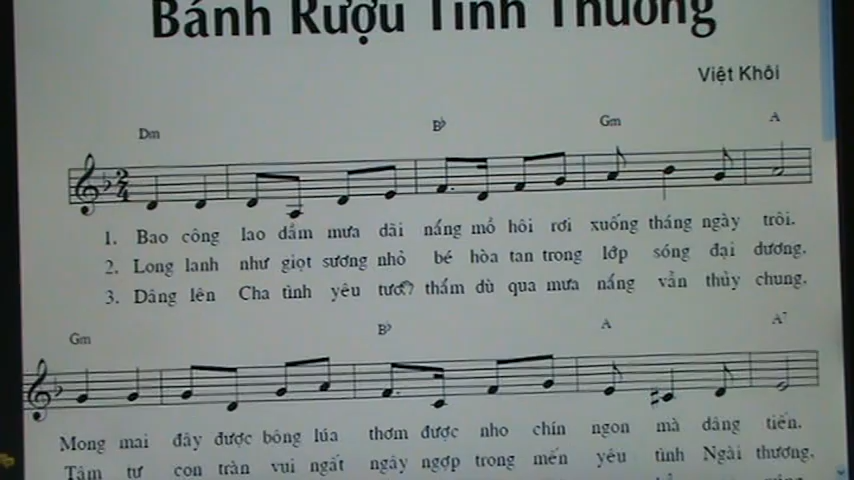 Bánh Rượu Tình Thương
Việt Khôi
Dm B♭ Gm A
1. Bao công lao dầm mưa dãi nắng mồ hôi rơi xuống tháng ngày trôi.
2. Long lanh như giọt sương nhỏ bé hòa tan trong lớp sóng đại dương.
3. Dâng lên Cha tình yêu tươi thắm dù qua mưa nắng vẫn thủy chung.
Gm B♭ A A7
Mong mai đây được bông lúa thơm được nho chín ngon mà dâng tiến.
Tâm tư con tràn vui ngất ngây ngợp trong mến yêu tình Ngài thương.